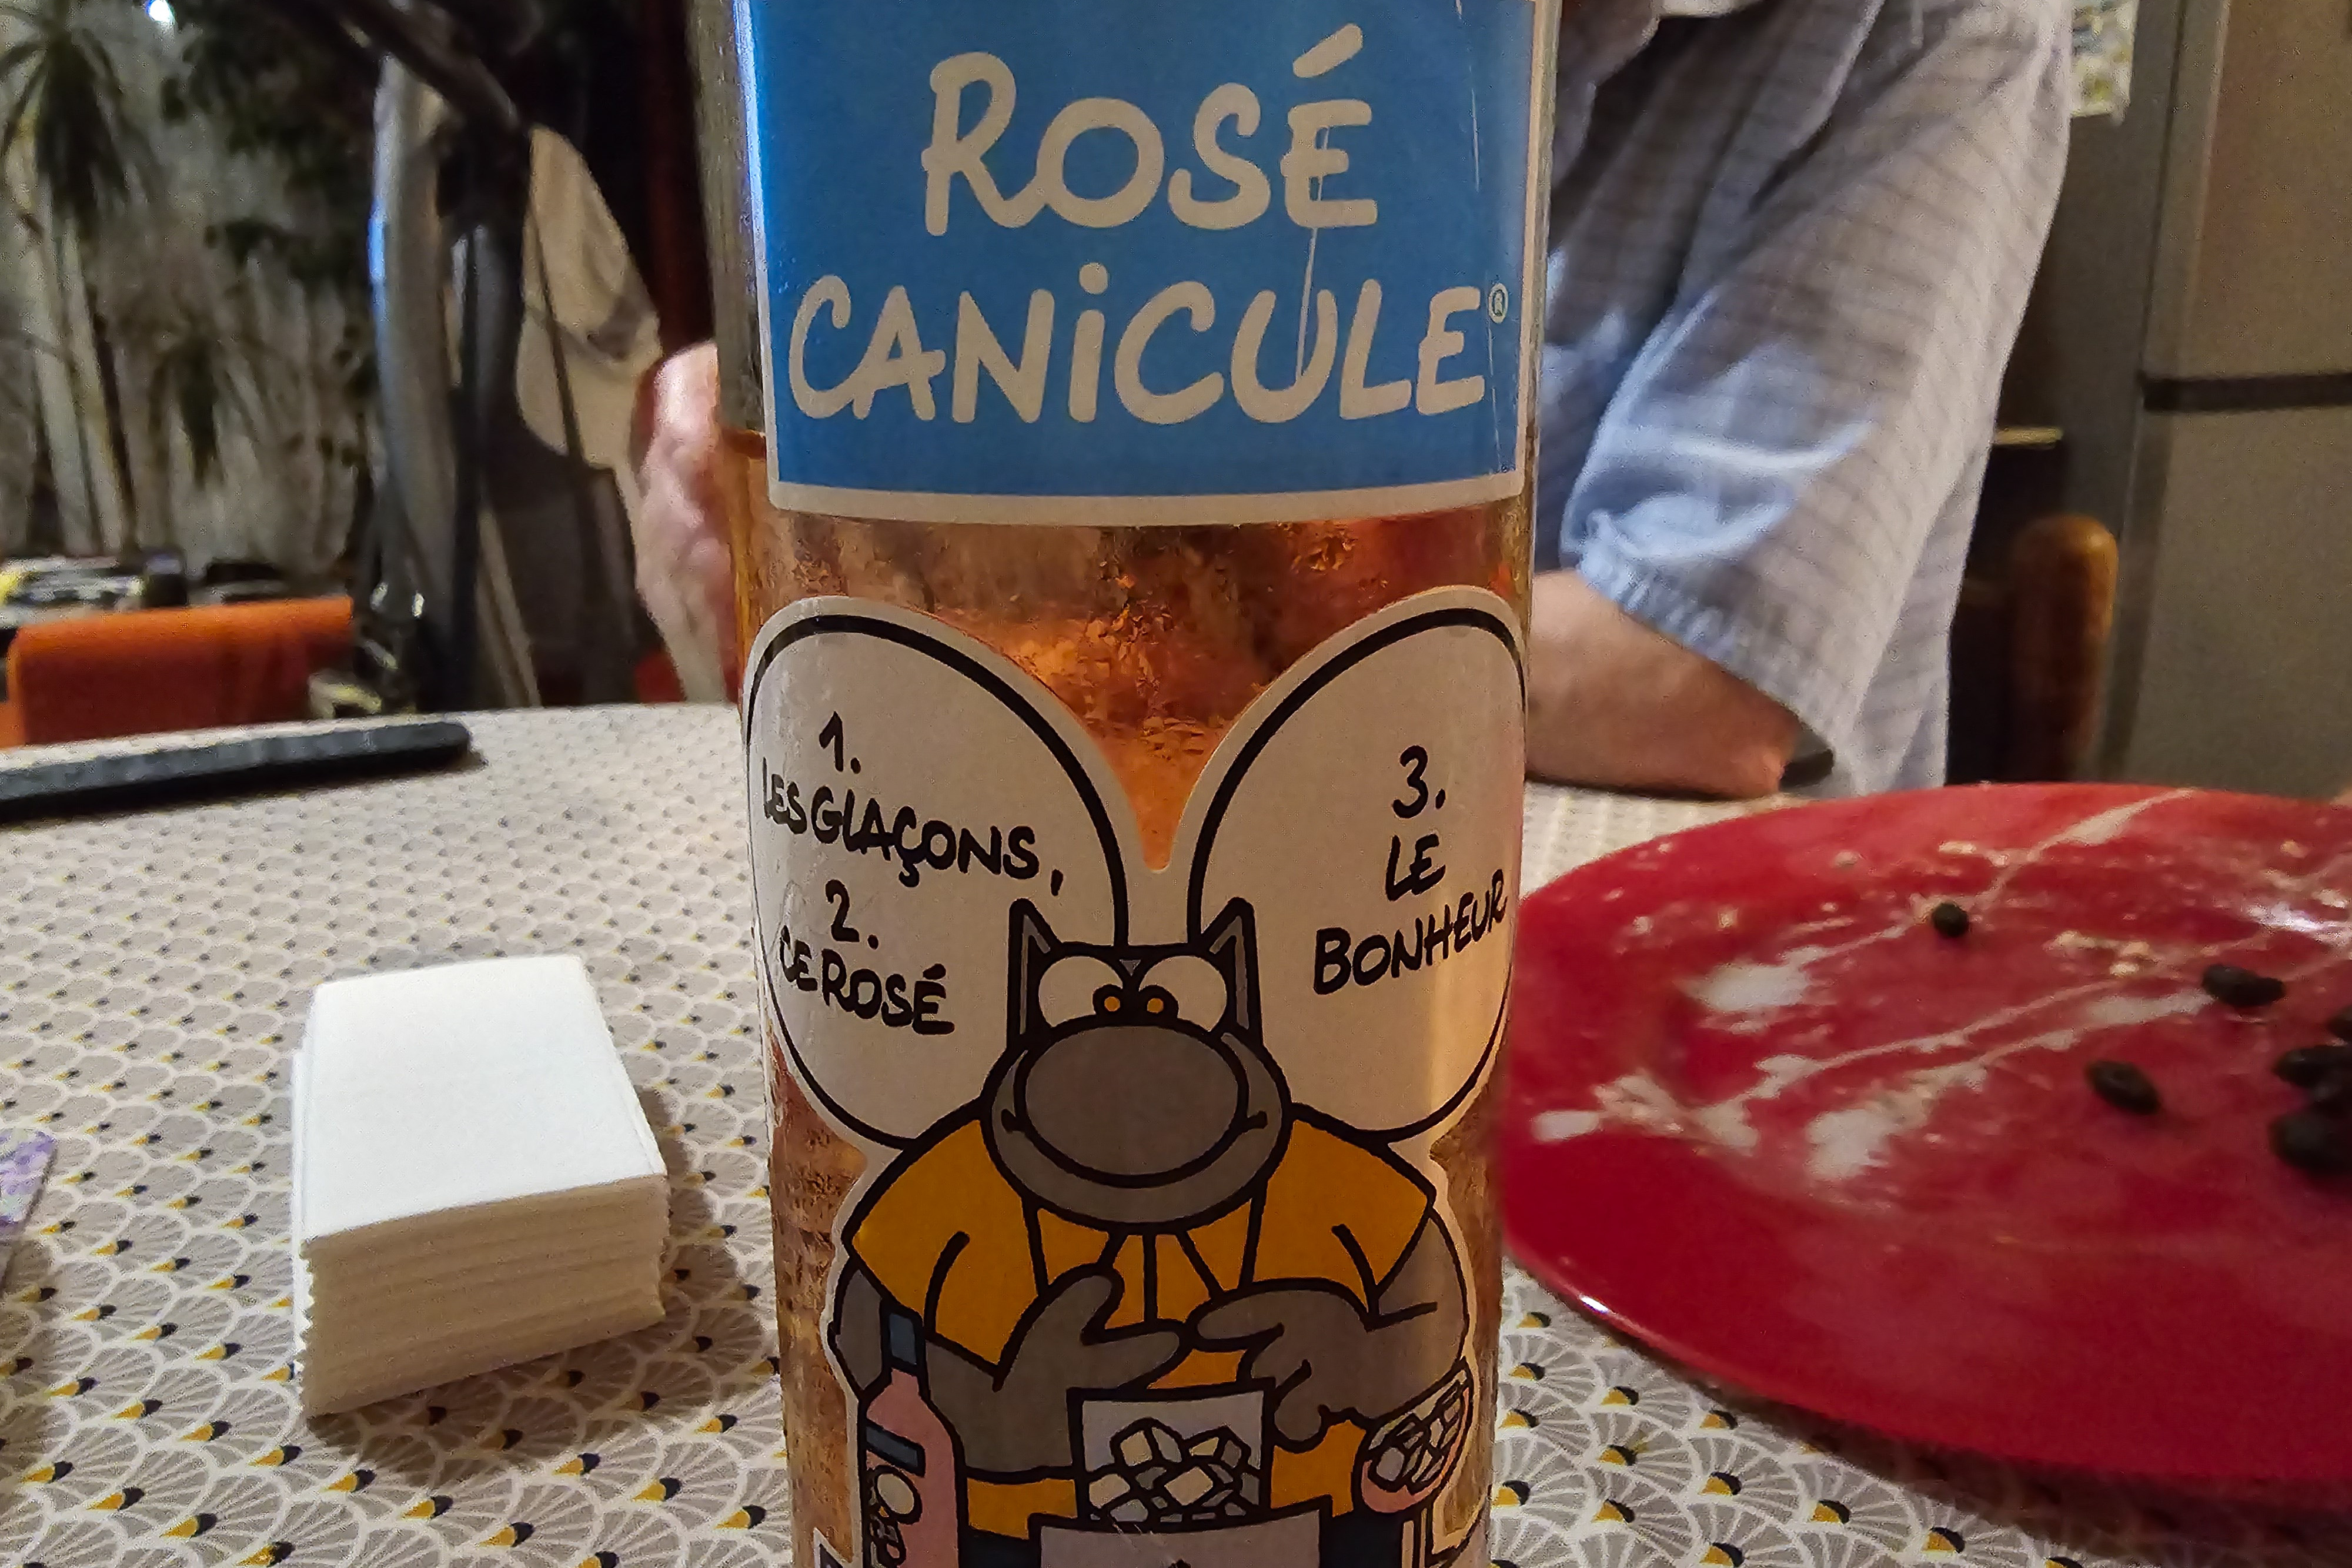 ROSÉ
CANiCULE®
1.
LES GLAÇONS,
2.
CE ROSÉ
3.
LE
BONHEUR